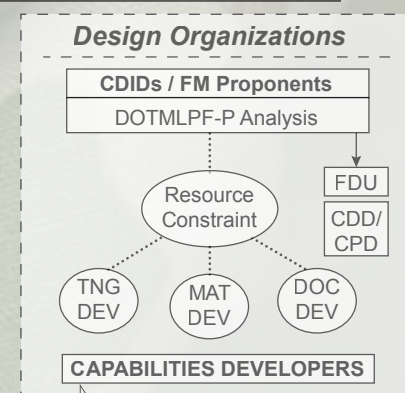 Design Organizations
CDIDs / FM Proponents
DOTMLPF-P Analysis
FDU
Resource
Constraint
CDD/
CPD
TNG
DEV
MAT
DEV
DOC
DEV
CAPABILITIES DEVELOPERS